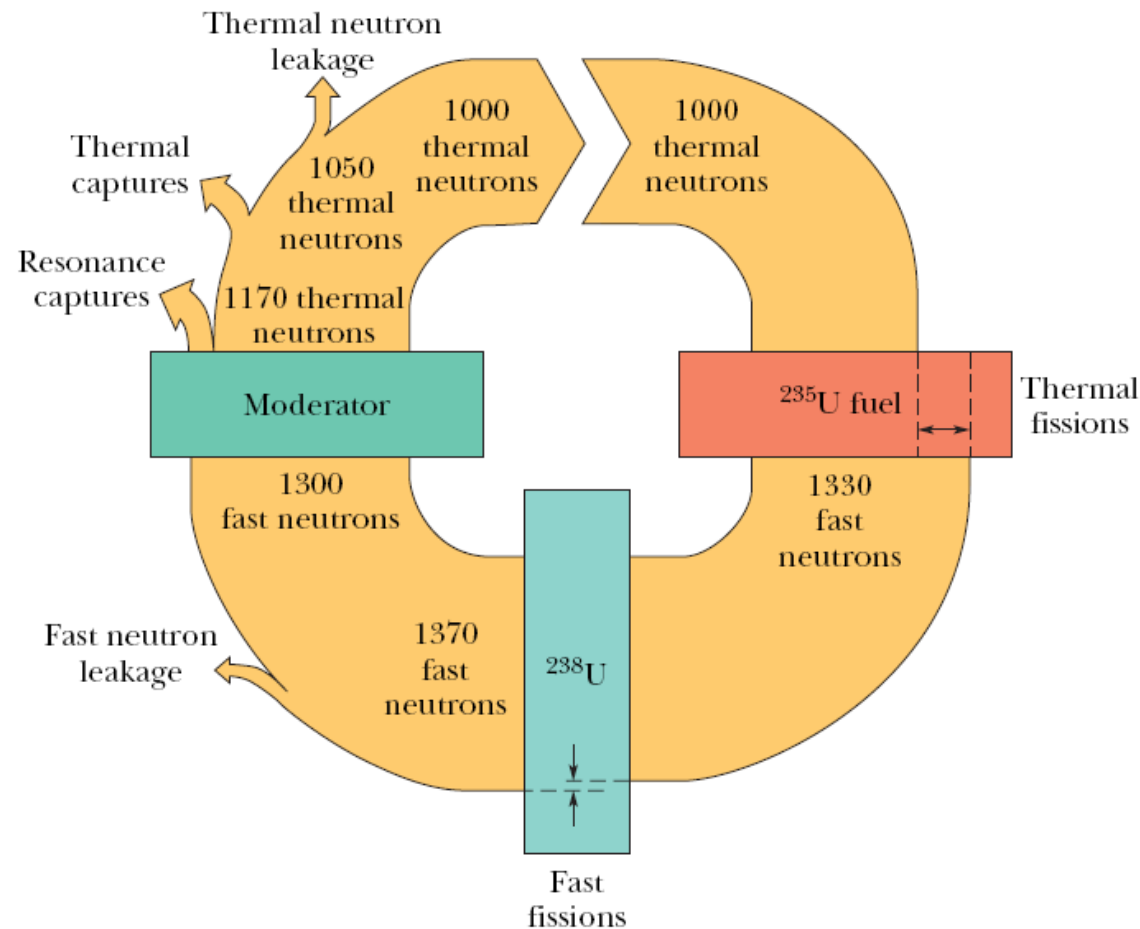 Thermal neutron
leakage
1000
thermal
neutrons
1000
thermal
neutrons
Thermal
captures
1050
thermal
neutrons
Resonance
captures
1170 thermal
neutrons
Moderator
²³⁵U fuel
Thermal
fissions
1300
fast neutrons
1330
fast
neutrons
Fast neutron
leakage
1370
fast
neutrons
²³⁸U
Fast
fissions